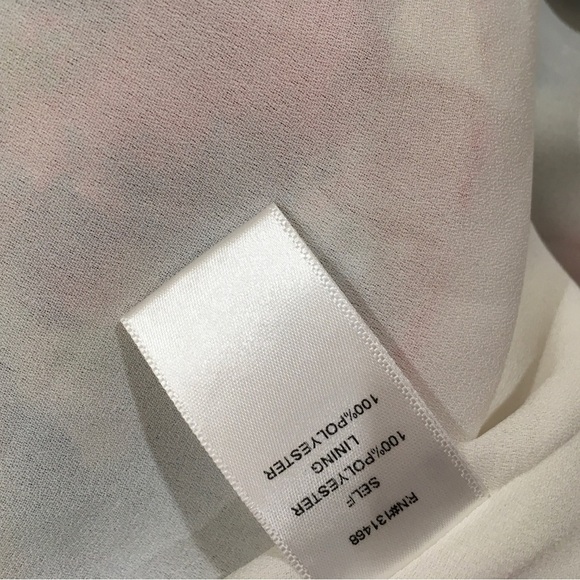 RN#131468
SELF
100%POLYESTER
LINING
100%POLYESTER